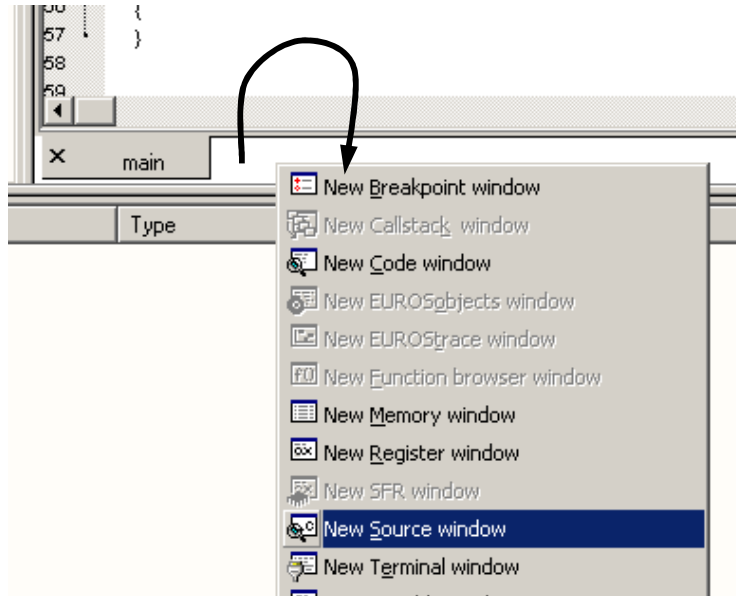 {
57 }
58
59
× main
Type
New Breakpoint window
New Callstack window
New Code window
New EUROSobjects window
New EUROStrace window
New Function browser window
New Memory window
New Register window
New SFR window
New Source window
New Terminal window